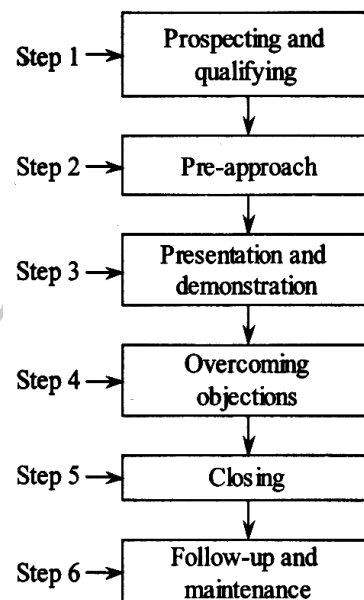 Step 1
Prospecting and
qualifying
Step 2
Pre-approach
Step 3
Presentation and
demonstration
Step 4
Overcoming
objections
Step 5
Closing
Step 6
Follow-up and
maintenance